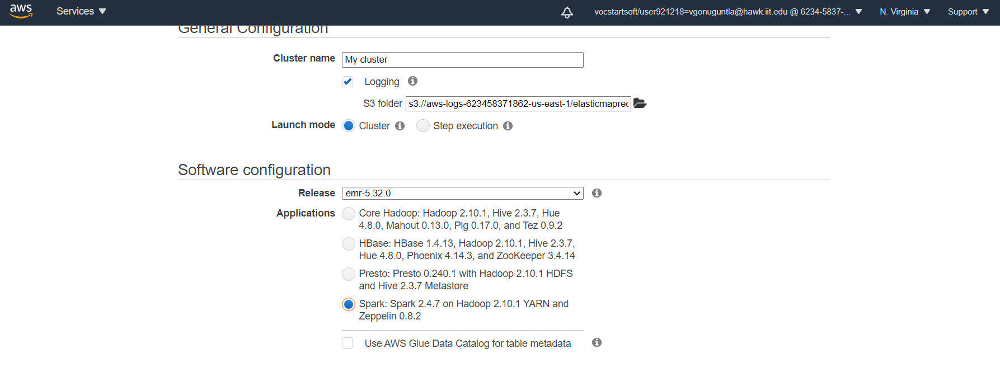 aws
Services
vocstartsoft/user921218=vgonuguntla@hawk.iit.edu @ 6234-5837-...
N. Virginia
Support
General Configuration
Cluster name
My cluster
Logging
S3 folder
s3://aws-logs-623458371862-us-east-1/elasticmaprec
Launch mode
Cluster
Step execution
Software configuration
Release
emr-5.32.0
Applications
Core Hadoop: Hadoop 2.10.1, Hive 2.3.7, Hue
4.8.0, Mahout 0.13.0, Pig 0.17.0, and Tez 0.9.2
HBase: HBase 1.4.13, Hadoop 2.10.1, Hive 2.3.7,
Hue 4.8.0, Phoenix 4.14.3, and ZooKeeper 3.4.14
Presto: Presto 0.240.1 with Hadoop 2.10.1 HDFS
and Hive 2.3.7 Metastore
Spark: Spark 2.4.7 on Hadoop 2.10.1 YARN and
Zeppelin 0.8.2
Use AWS Glue Data Catalog for table metadata